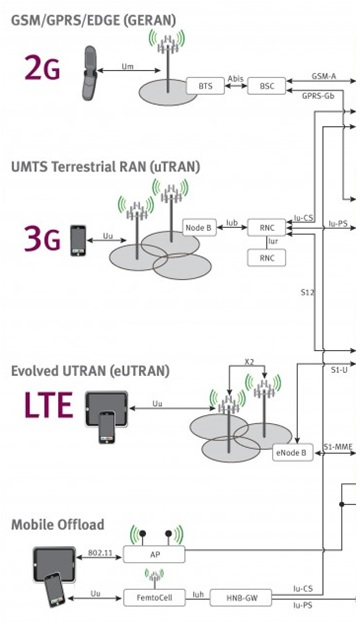 GSM/GPRS/EDGE (GERAN)
2G
Um
BTS
Abis
BSC
GSM-A
GPRS-Gb
UMTS Terrestrial RAN (uTRAN)
3G
Uu
Node B
Iub
RNC
Iu-CS
Iu-PS
Iur
RNC
S12
Evolved UTRAN (eUTRAN)
LTE
Uu
X2
S1-U
eNode B
S1-MME
Mobile Offload
802.11
AP
Uu
FemtoCell
Iuh
HNB-GW
Iu-CS
Iu-PS